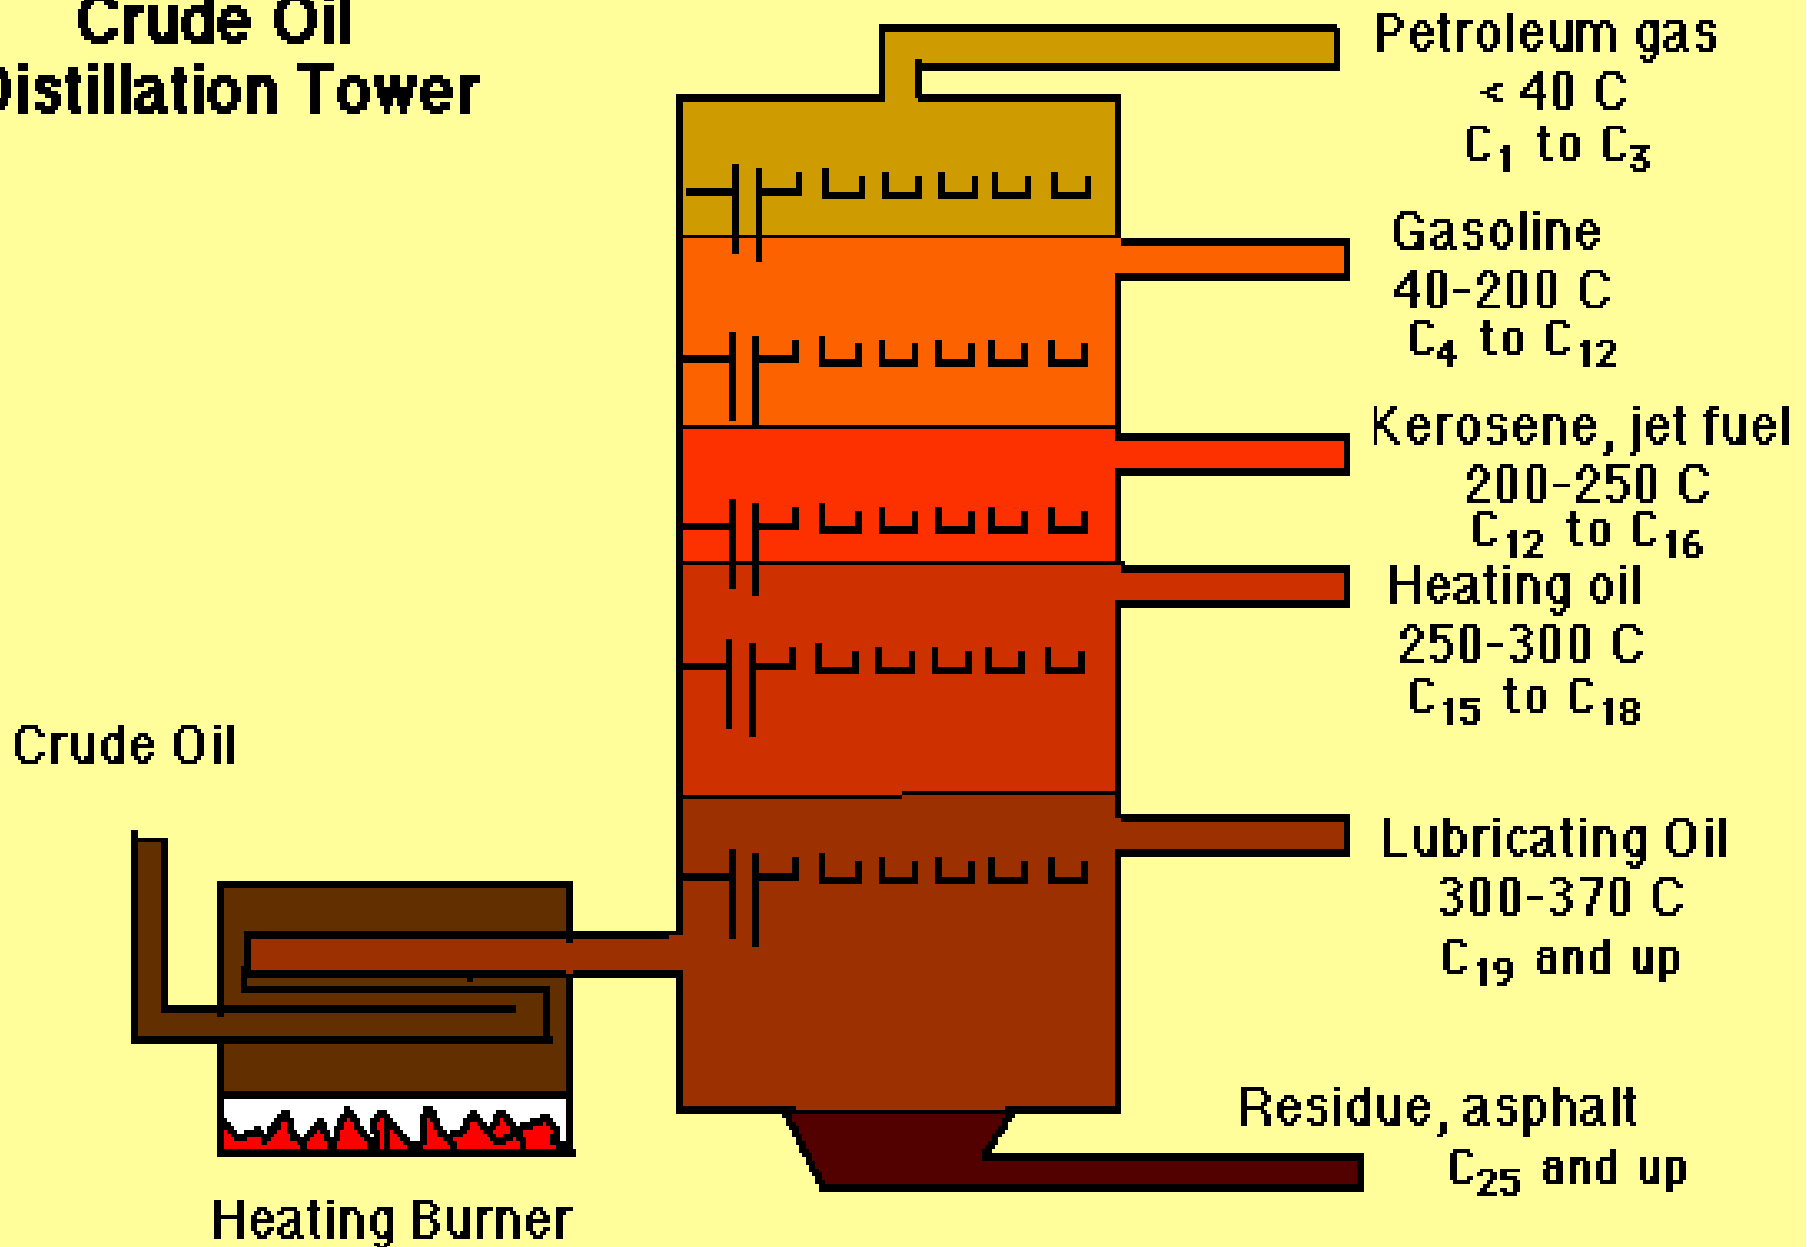 Crude Oil
Distillation Tower
Petroleum gas
< 40 C
C₁ to C₃
Gasoline
40-200 C
C₄ to C₁₂
Kerosene, jet fuel
200-250 C
C₁₂ to C₁₆
Heating oil
250-300 C
C₁₅ to C₁₈
Crude Oil
Lubricating Oil
300-370 C
C₁₉ and up
Residue, asphalt
C₂₅ and up
Heating Burner